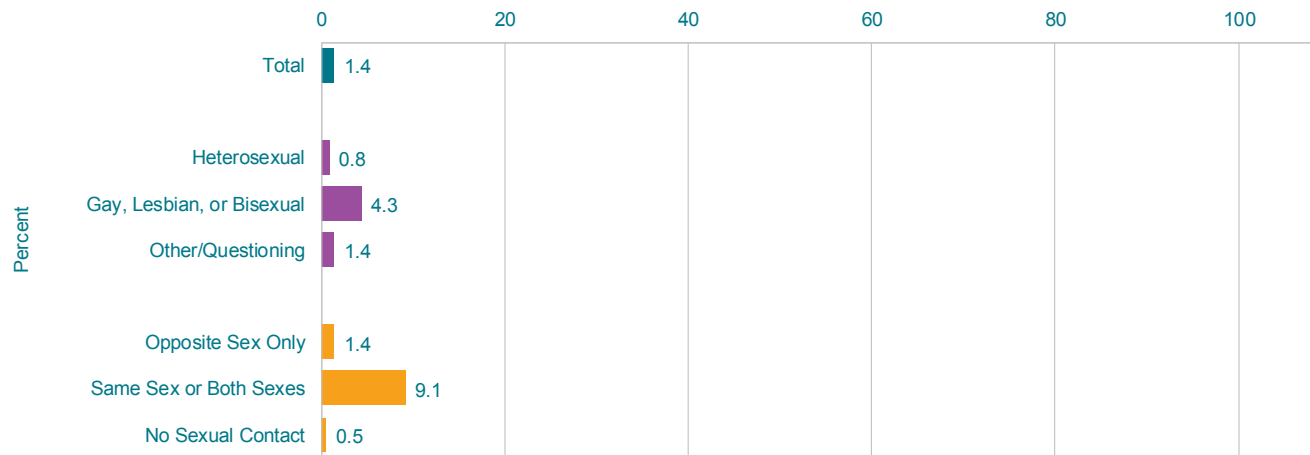 0 20 40 60 80 100
Total 1.4
Heterosexual 0.8
Gay, Lesbian, or Bisexual 4.3
Other/Questioning 1.4
Opposite Sex Only 1.4
Same Sex or Both Sexes 9.1
No Sexual Contact 0.5
Percent